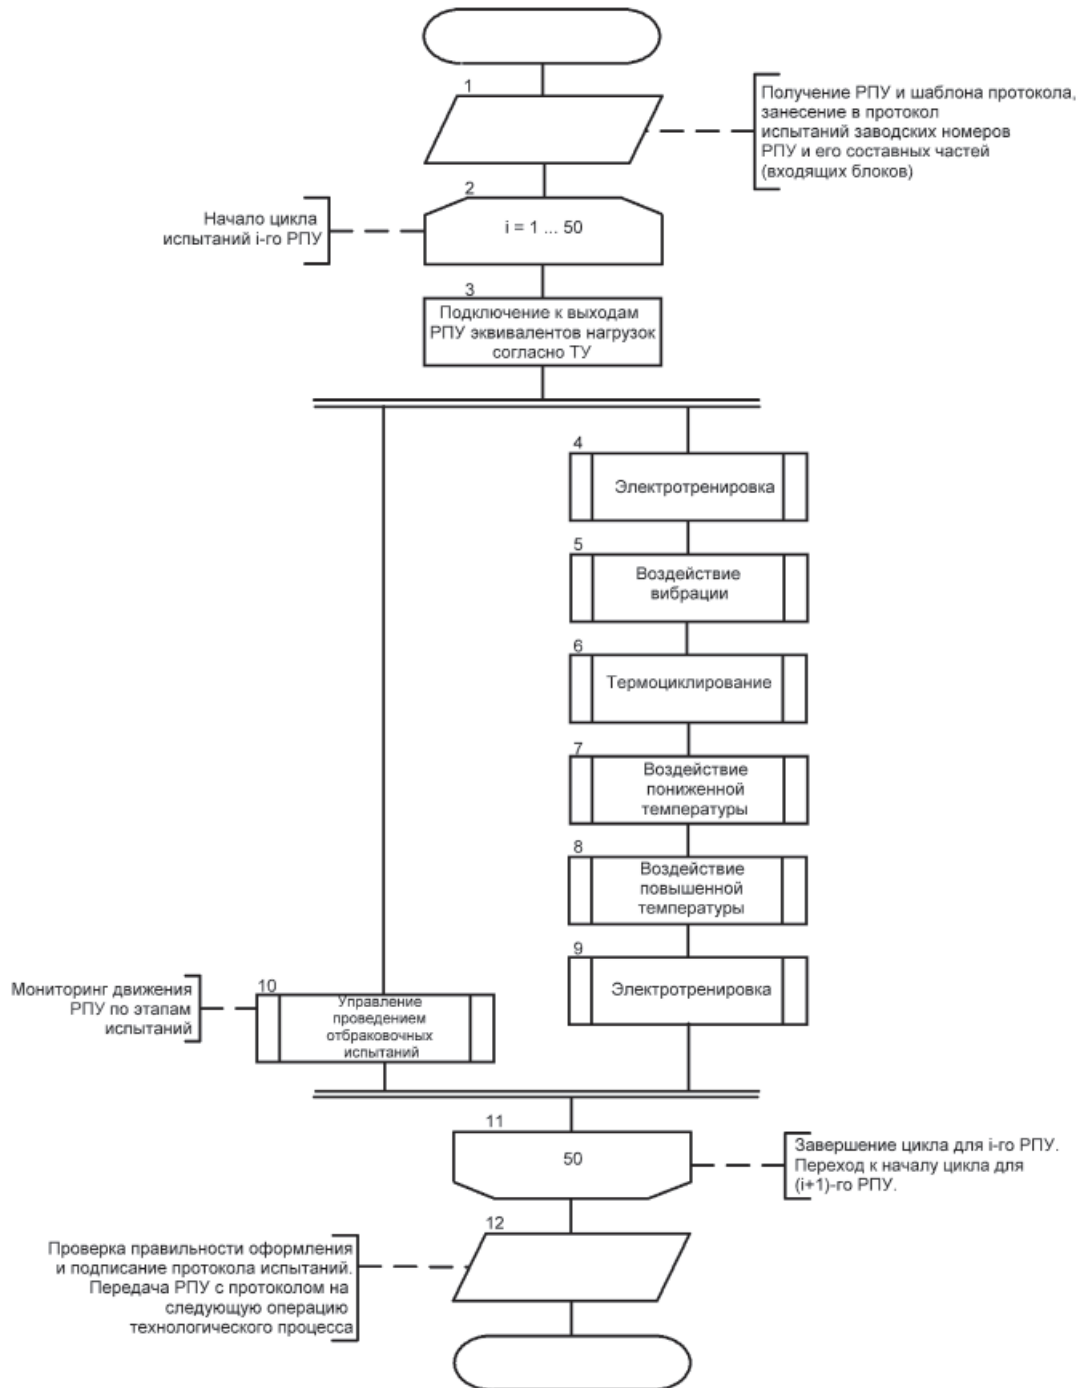 1
Получение РПУ и шаблона протокола,
занесение в протокол
испытаний заводских номеров
РПУ и его составных частей
(входящих блоков)
2
Начало цикла
испытаний i-го РПУ
i = 1 ... 50
3
Подключение к выходам
РПУ эквивалентов нагрузок
согласно ТУ
4
Электротренировка
5
Воздействие
вибрации
6
Термоциклирование
7
Воздействие
пониженной
температуры
8
Воздействие
повышенной
температуры
9
Электротренировка
Мониторинг движения
РПУ по этапам
испытаний
10
Управление
проведением
отбраковочных
испытаний
11
50
Завершение цикла для i-го РПУ.
Переход к началу цикла для
(i+1)-го РПУ.
12
Проверка правильности оформления
и подписание протокола испытаний.
Передача РПУ с протоколом на
следующую операцию
технологического процесса